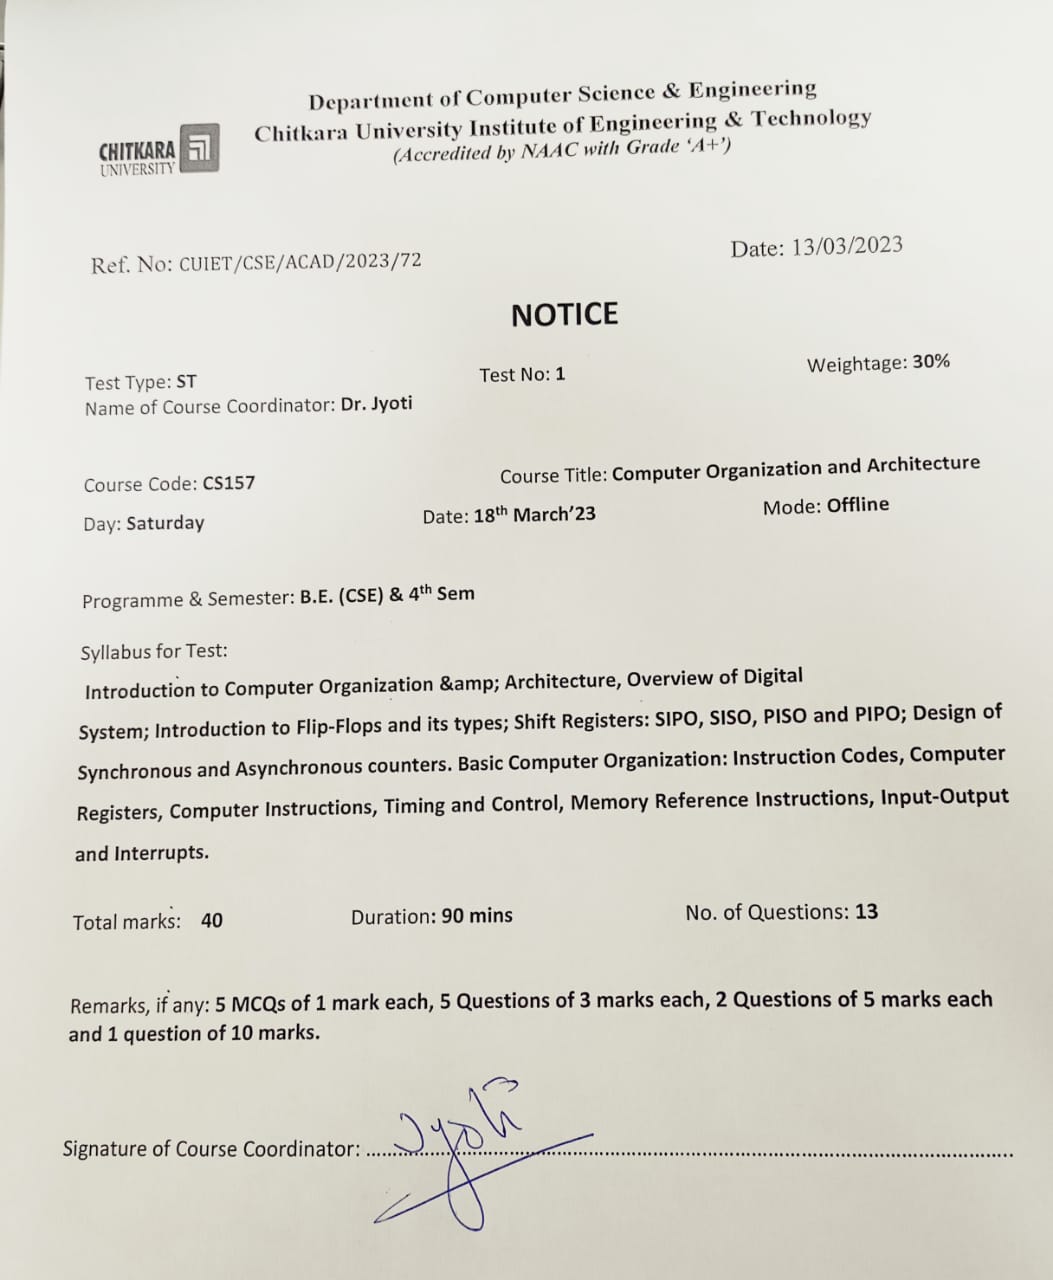 Department of Computer Science & Engineering
Chitkara University Institute of Engineering & Technology
(Accredited by NAAC with Grade ‘A+’)
CHITKARA
UNIVERSITY
Ref. No: CUIET/CSE/ACAD/2023/72 Date: 13/03/2023
NOTICE
Test Type: ST Test No: 1 Weightage: 30%
Name of Course Coordinator: Dr. Jyoti
Course Code: CS157 Course Title: Computer Organization and Architecture
Day: Saturday Date: 18th March’23 Mode: Offline
Programme & Semester: B.E. (CSE) & 4th Sem
Syllabus for Test:
Introduction to Computer Organization &amp; Architecture, Overview of Digital
System; Introduction to Flip-Flops and its types; Shift Registers: SIPO, SISO, PISO and PIPO; Design of
Synchronous and Asynchronous counters. Basic Computer Organization: Instruction Codes, Computer
Registers, Computer Instructions, Timing and Control, Memory Reference Instructions, Input-Output
and Interrupts.
Total marks: 40 Duration: 90 mins No. of Questions: 13
Remarks, if any: 5 MCQs of 1 mark each, 5 Questions of 3 marks each, 2 Questions of 5 marks each
and 1 question of 10 marks.
Signature of Course Coordinator: Jyoti